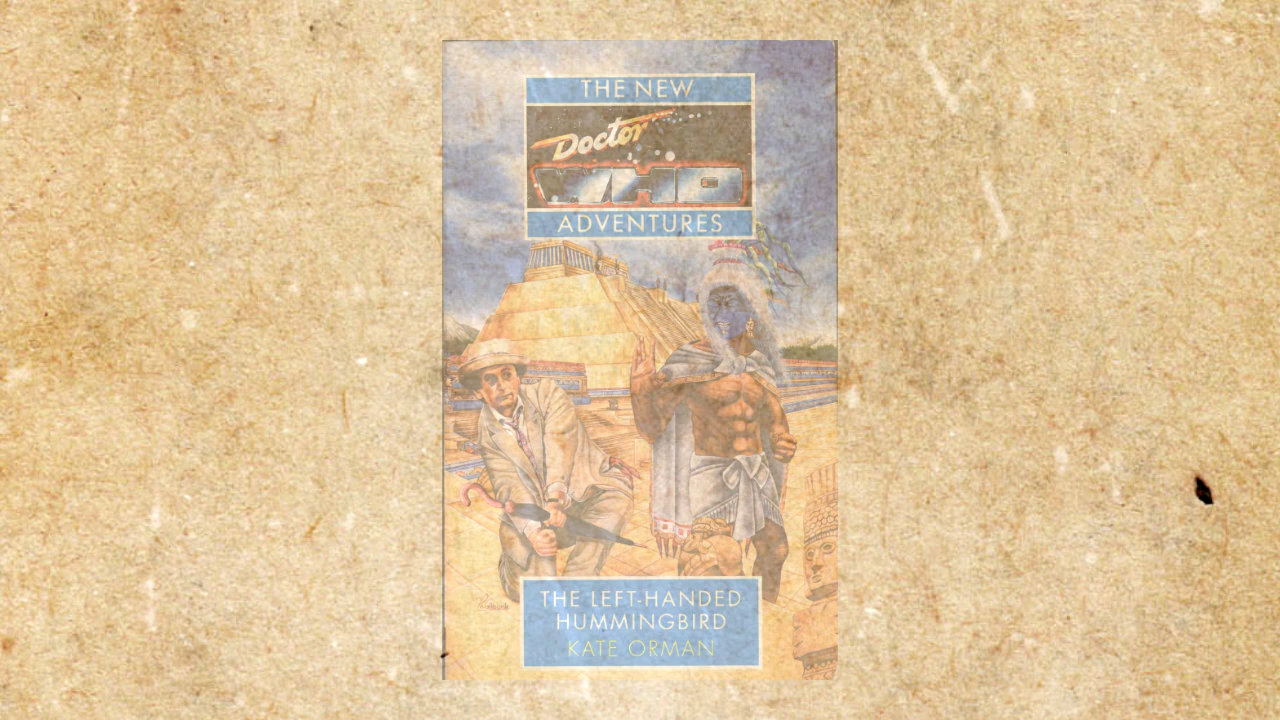 THE NEW
Doctor
WHO
ADVENTURES
THE LEFT-HANDED
HUMMINGBIRD
KATE ORMAN